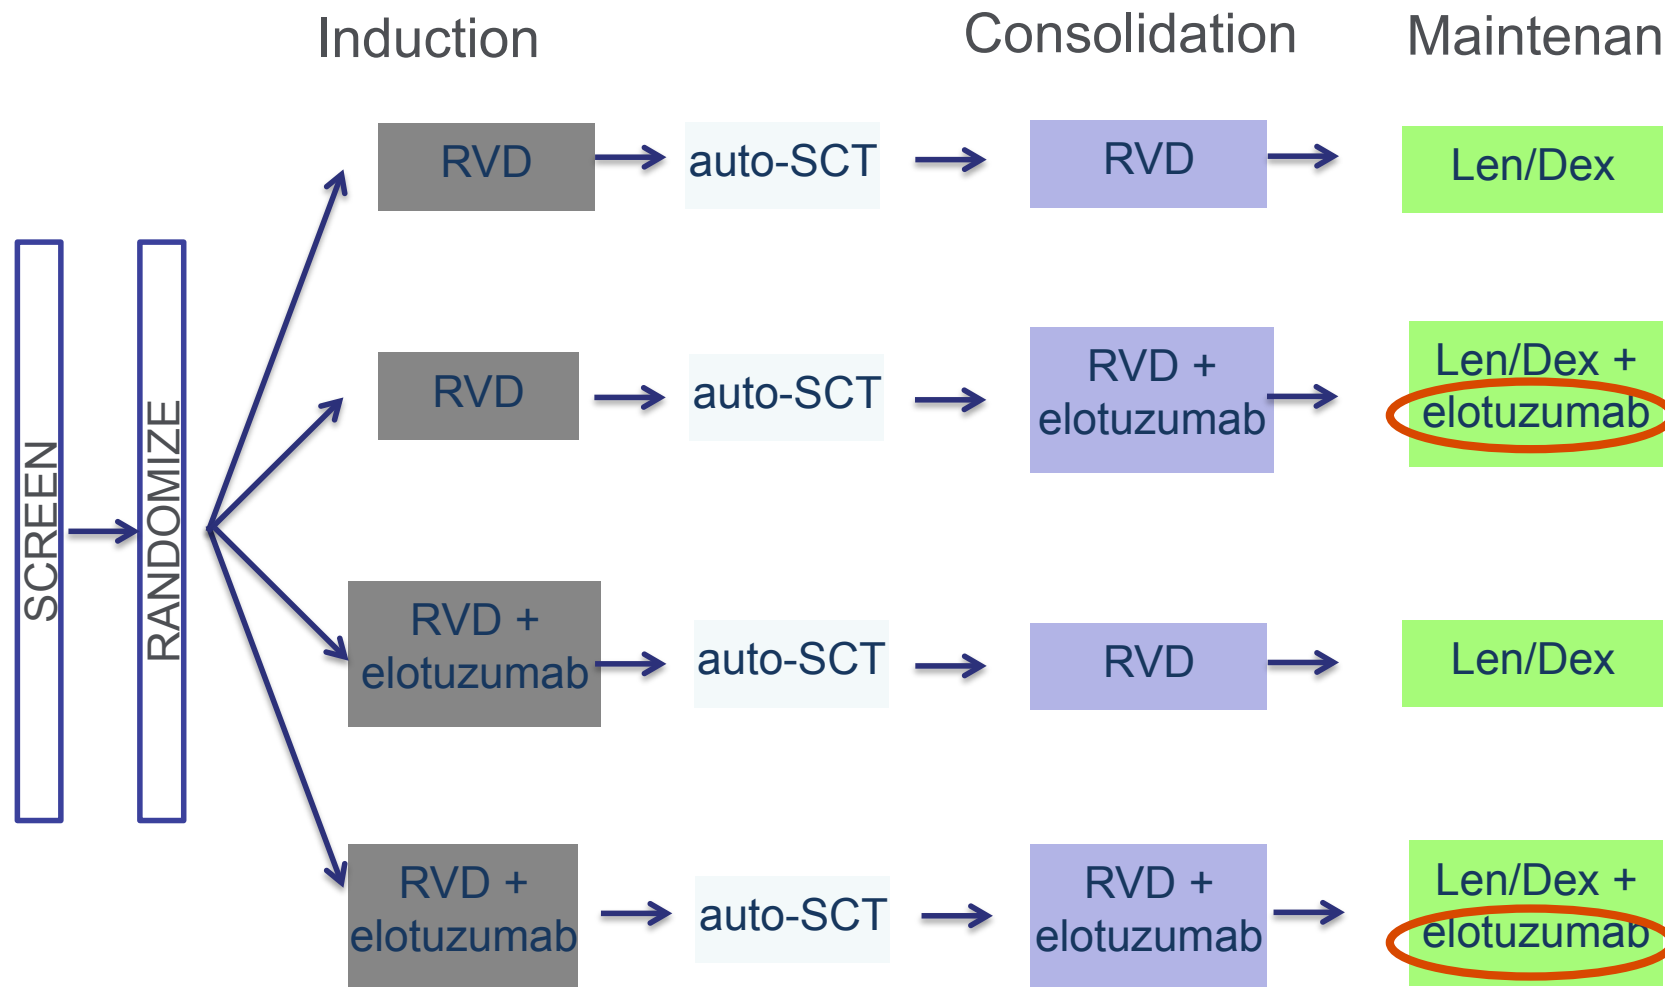 Induction
Consolidation
Maintenan
SCREEN
RANDOMIZE
RVD
auto-SCT
RVD
Len/Dex
RVD
auto-SCT
RVD +
elotuzumab
Len/Dex +
elotuzumab
RVD +
elotuzumab
auto-SCT
RVD
Len/Dex
RVD +
elotuzumab
auto-SCT
RVD +
elotuzumab
Len/Dex +
elotuzumab